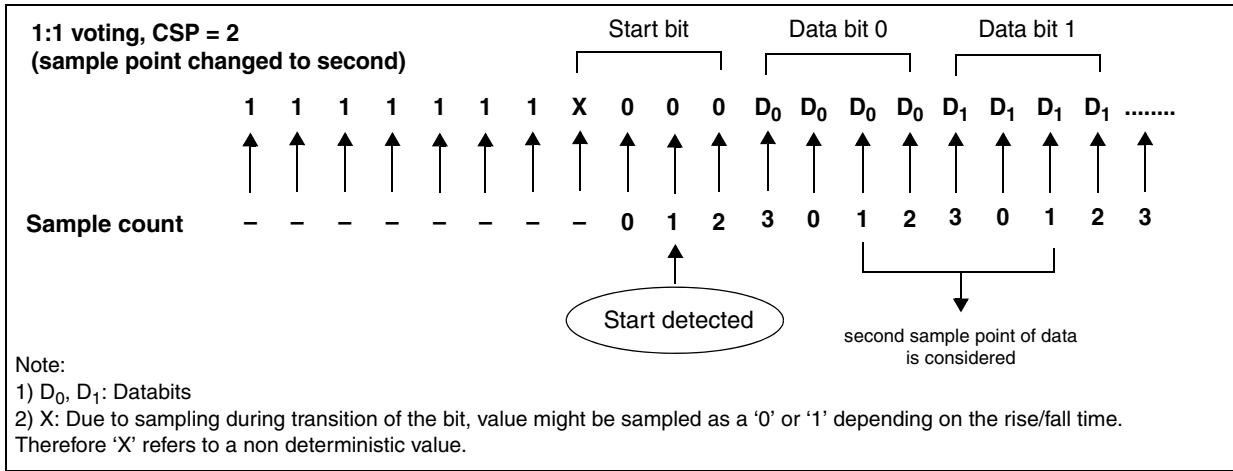 1:1 voting, CSP = 2
(sample point changed to second)
Start bit Data bit 0 Data bit 1
1 1 1 1 1 1 1 X 0 0 0 D₀ D₀ D₀ D₀ D₁ D₁ D₁ D₁ ........
Sample count – – – – – – – – 0 1 2 3 0 1 2 3 0 1 2 3
Start detected
second sample point of data
is considered
Note:
1) D₀, D₁: Databits
2) X: Due to sampling during transition of the bit, value might be sampled as a ‘0’ or ‘1’ depending on the rise/fall time.
Therefore ‘X’ refers to a non deterministic value.